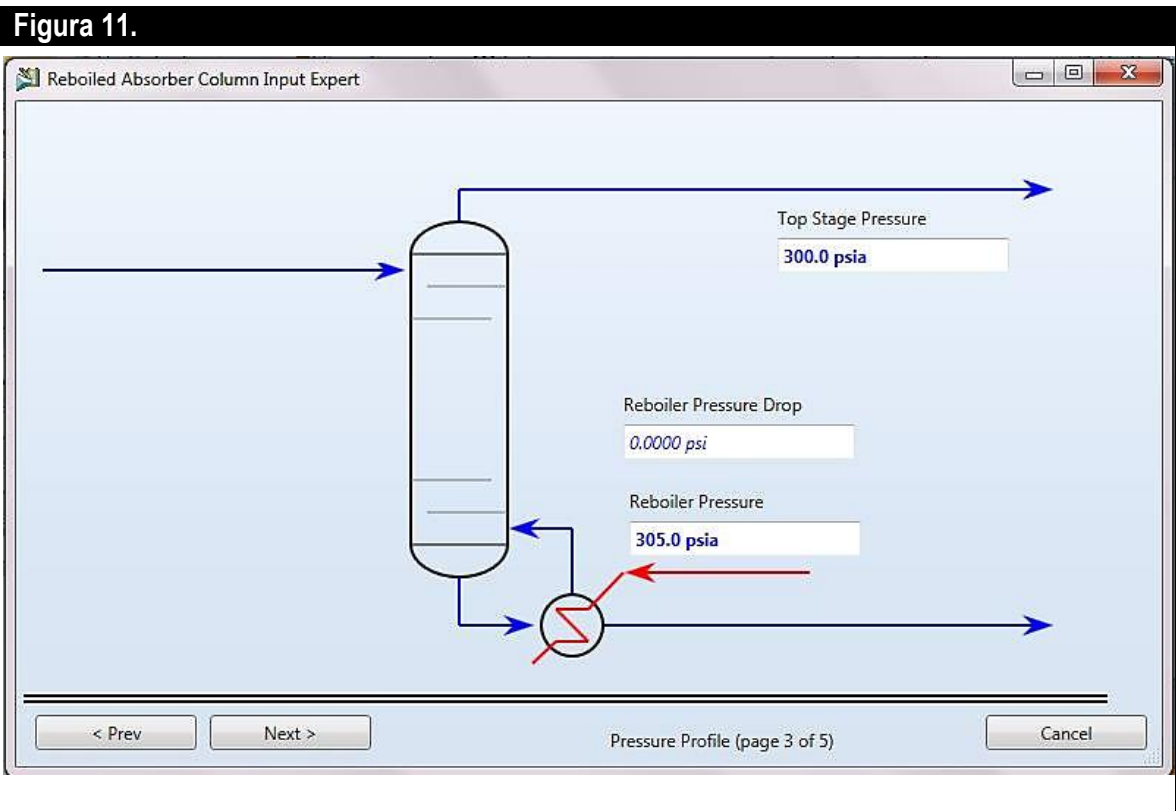 Figura 11.
Reboiled Absorber Column Input Expert
Top Stage Pressure
300.0 psia
Reboiler Pressure Drop
0.0000 psi
Reboiler Pressure
305.0 psia
< Prev
Next >
Pressure Profile (page 3 of 5)
Cancel